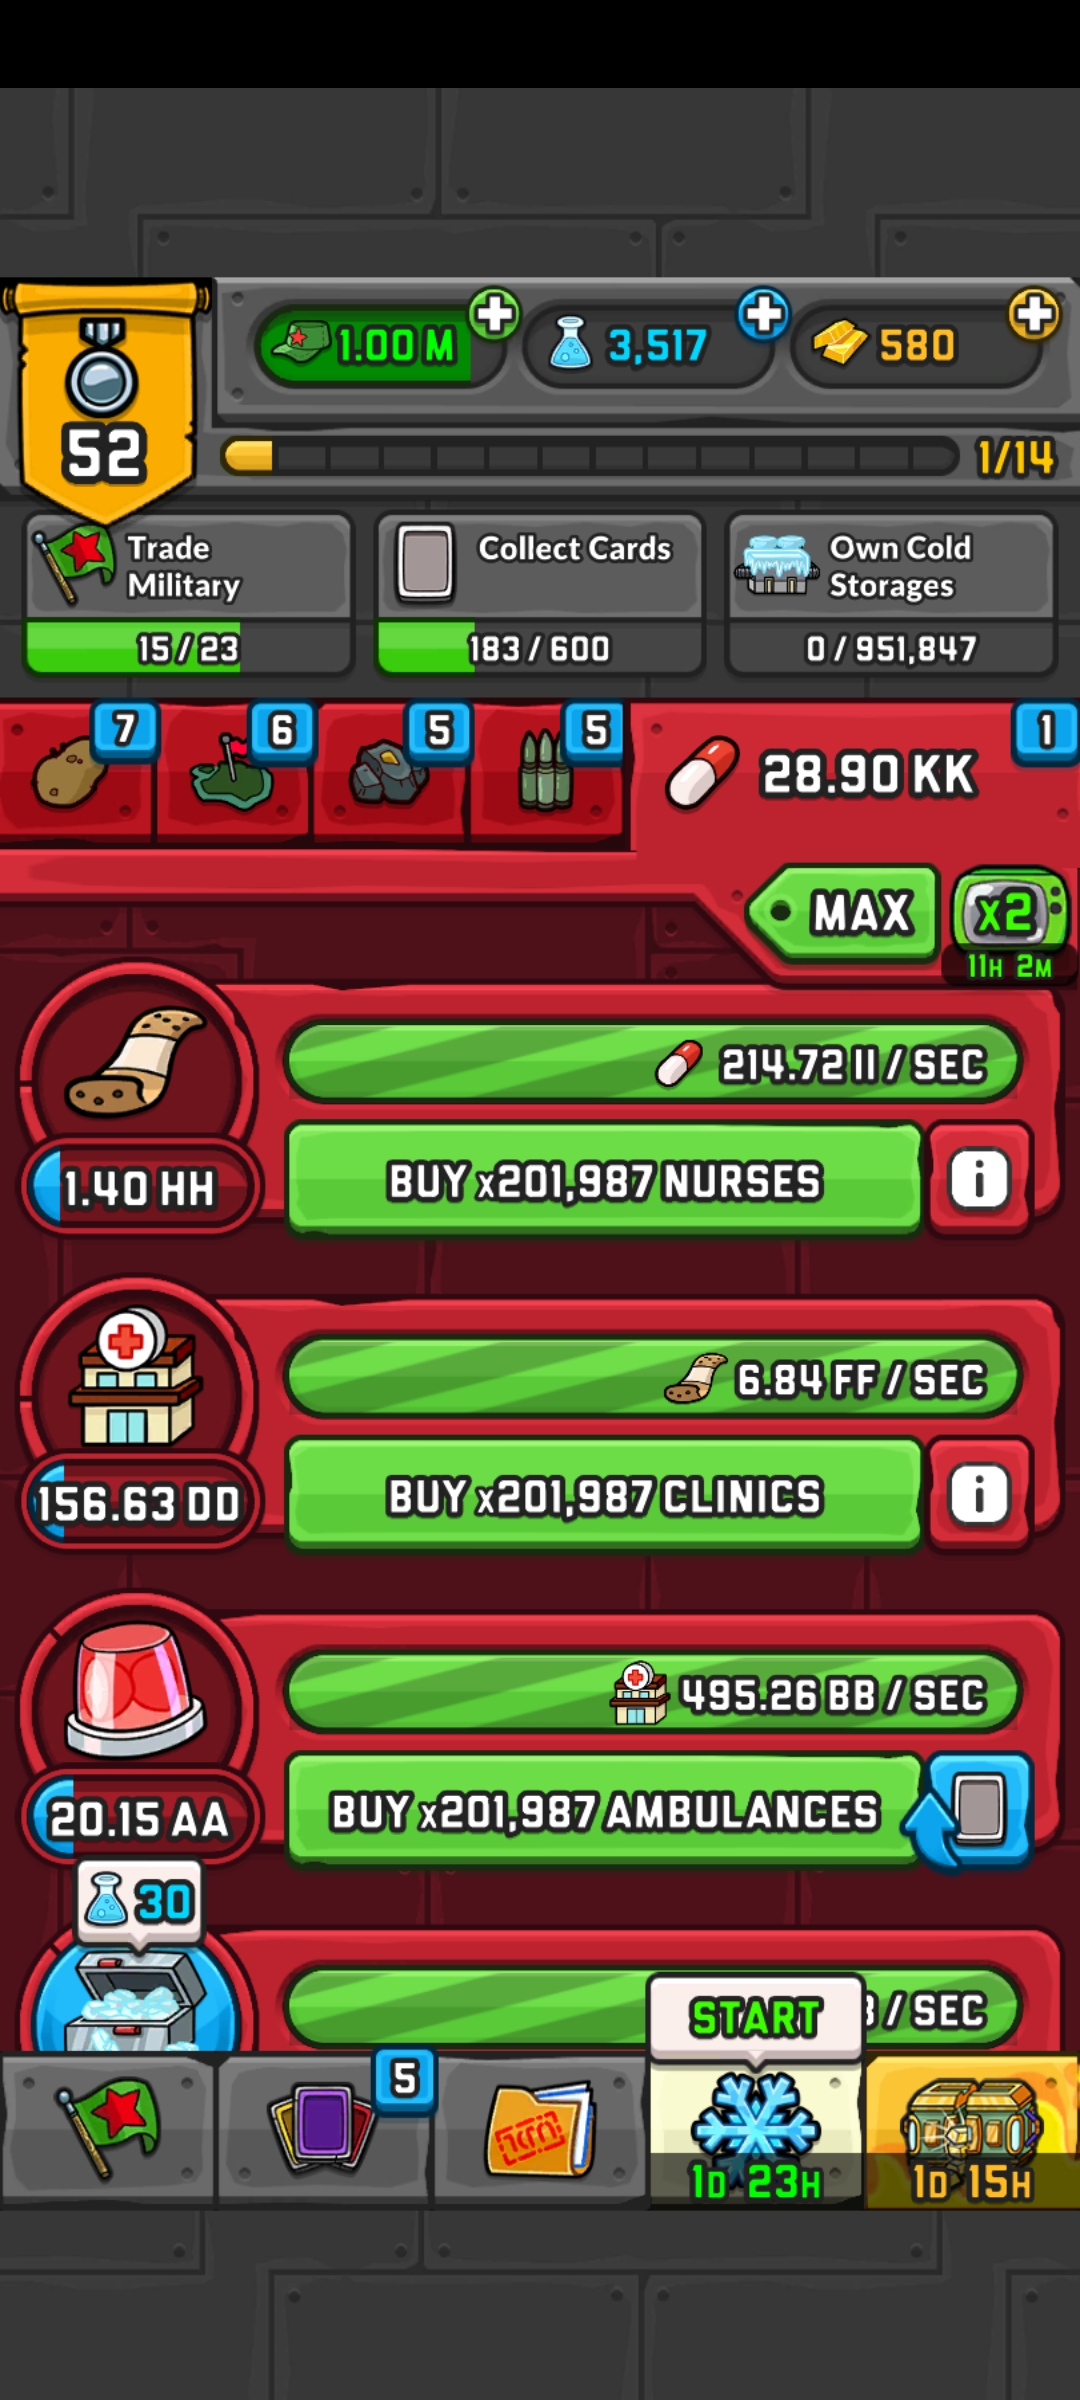 1.00 M
3,517
580
52
1/14
Trade
Military
15/23
Collect Cards
183/600
Own Cold
Storages
0/951,847
7
6
5
5
28.90 KK
1
MAX
x2
11H 2M
214.72 II / SEC
1.40 HH
BUY x201,987 NURSES
i
6.84 FF / SEC
156.63 DD
BUY x201,987 CLINICS
i
495.26 BB / SEC
20.15 AA
BUY x201,987 AMBULANCES
30
/ SEC
START
5
1D 23H
1D 15H